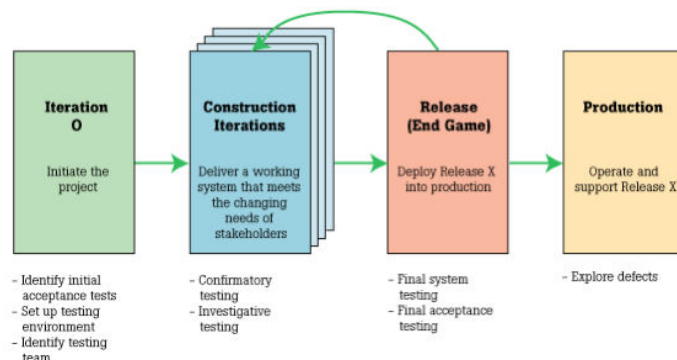 Iteration
O
Initiate the
project
Construction
Iterations
Deliver a working
system that meets
the changing
needs of
stakeholders
Release
(End Game)
Deploy Release X
into production
Production
Operate and
support Release X
- Identify initial
acceptance tests
- Set up testing
environment
- Identify testing
team
- Confirmatory
testing
- Investigative
testing
- Final system
testing
- Final acceptance
testing
- Explore defects